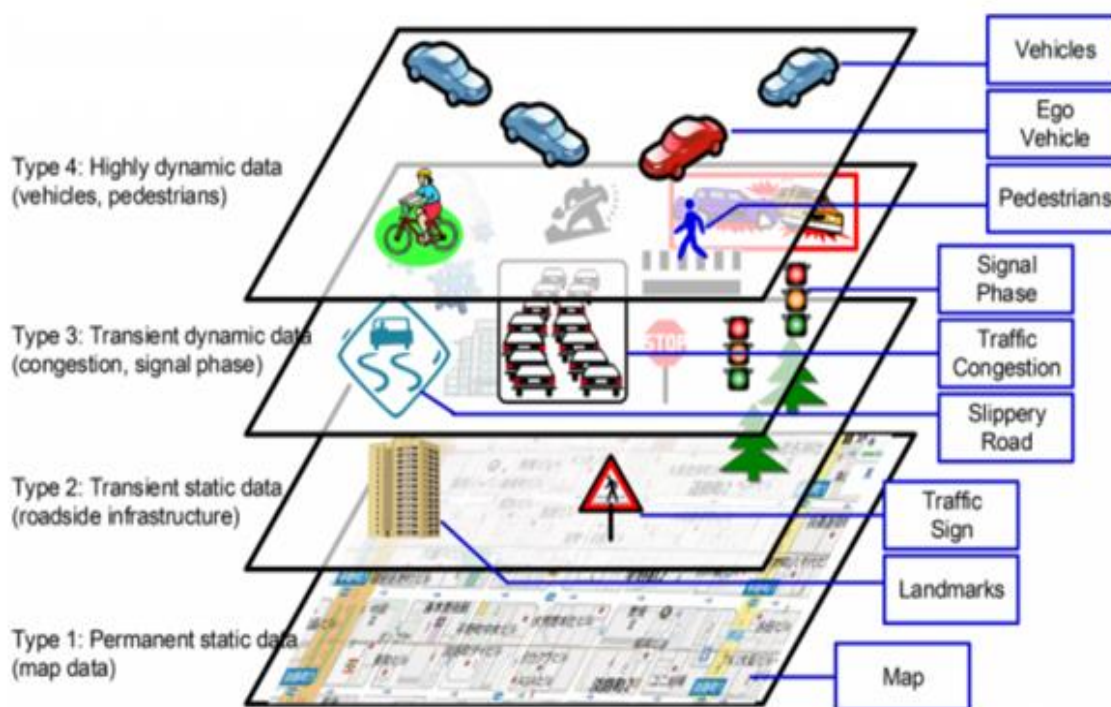 Vehicles
Ego
Vehicle
Type 4: Highly dynamic data
(vehicles, pedestrians)
Pedestrians
Signal
Phase
Type 3: Transient dynamic data
(congestion, signal phase)
STOP
Traffic
Congestion
Slippery
Road
Type 2: Transient static data
(roadside infrastructure)
Traffic
Sign
Landmarks
Type 1: Permanent static data
(map data)
Map